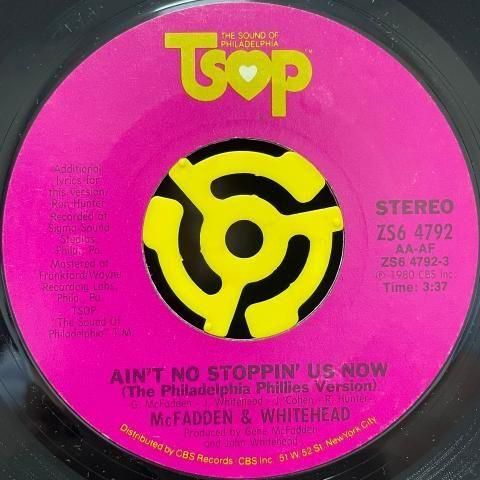 THE SOUND OF
PHILADELPHIA
TSOP
TM
Additional
lyrics for
this version:
Ron Hunter
Recorded at
Sigma Sound
Studios,
Phila., Pa.
Mastered at
Frankford/Wayne
Recording Labs,
Phila., Pa.
TSOP
"The Sound Of
Philadelphia" T.M.
STEREO
ZS6 4792
AA-AF
ZS6 4792-3
℗ 1980 CBS Inc.
Time: 3:37
AIN'T NO STOPPIN' US NOW
(The Philadelphia Phillies Version)
G. McFadden - J. Whitehead - J. Cohen - R. Hunter-
McFADDEN & WHITEHEAD
Produced by Gene McFadden
and John Whitehead
Distributed by CBS Records · CBS Inc. 51 W. 52 St. New York City